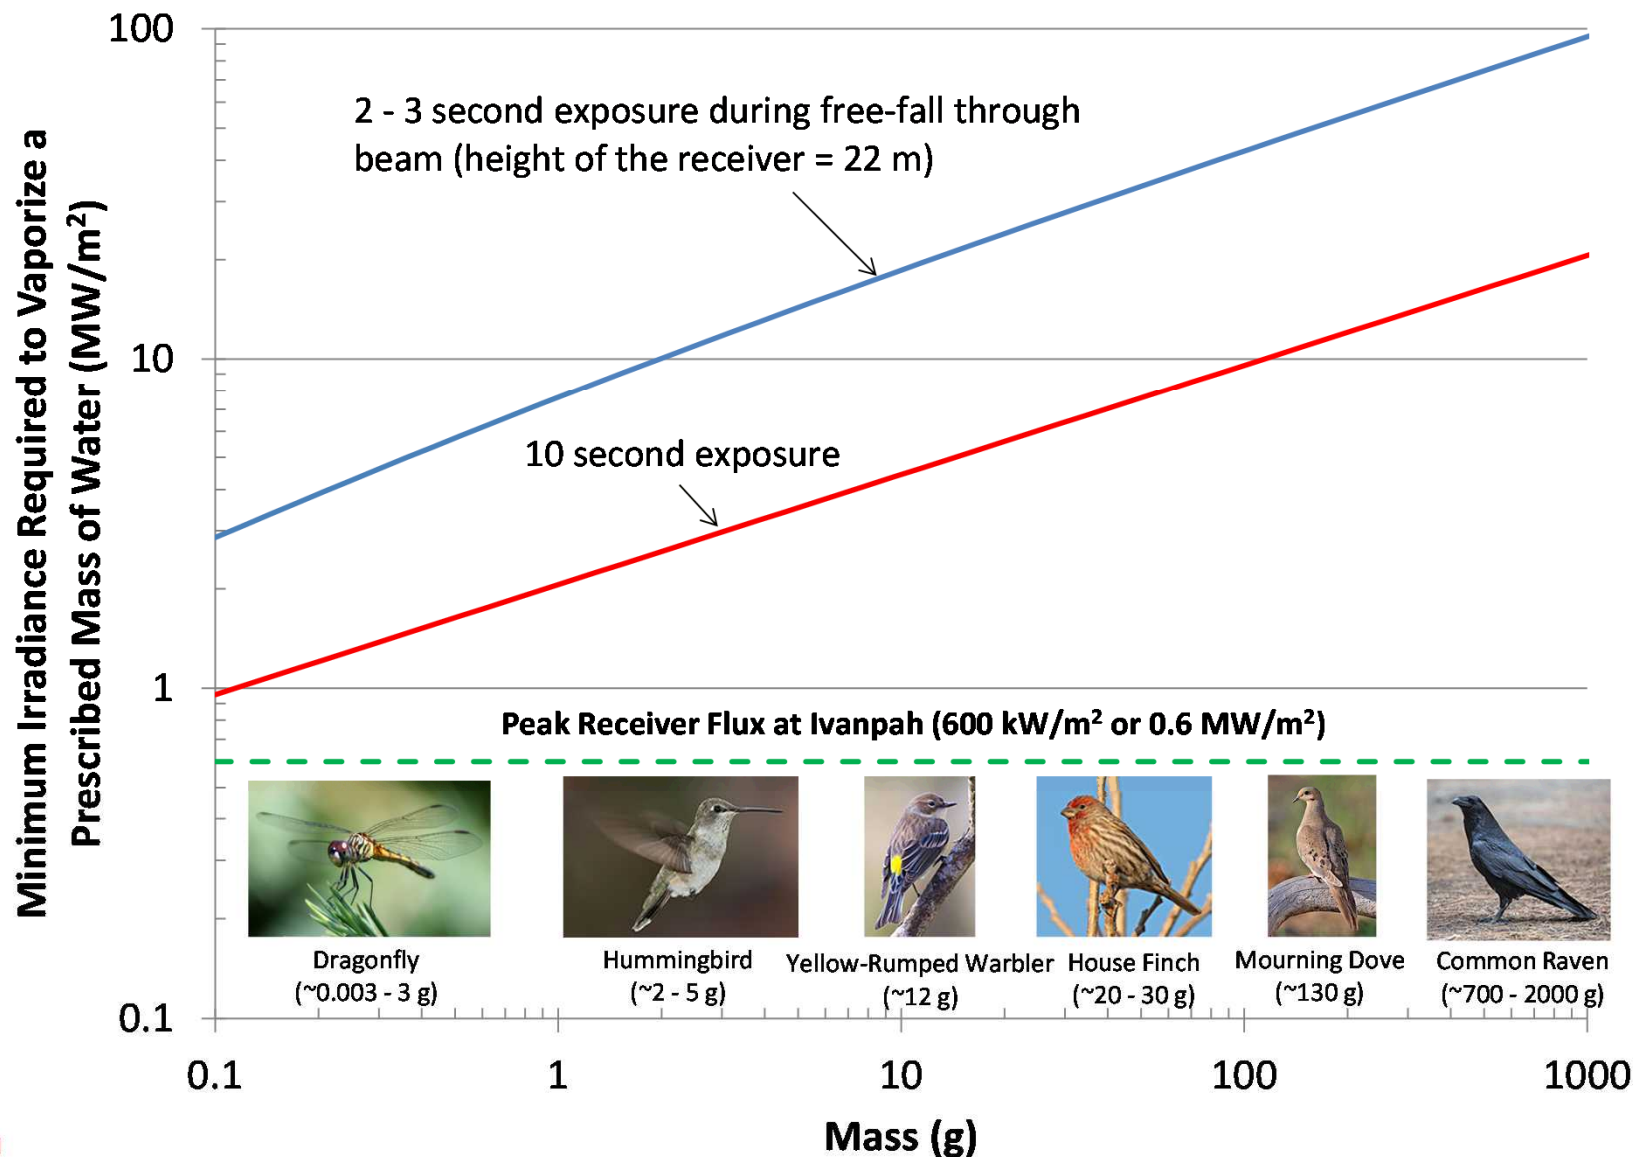 Minimum Irradiance Required to Vaporize a
Prescribed Mass of Water (MW/m²)
100
10
1
0.1
2 - 3 second exposure during free-fall through
beam (height of the receiver = 22 m)
10 second exposure
Peak Receiver Flux at Ivanpah (600 kW/m² or 0.6 MW/m²)
Dragonfly
(~0.003 - 3 g)
Hummingbird
(~2 - 5 g)
Yellow-Rumped Warbler
(~12 g)
House Finch
(~20 - 30 g)
Mourning Dove
(~130 g)
Common Raven
(~700 - 2000 g)
0.1 1 10 100 1000
Mass (g)